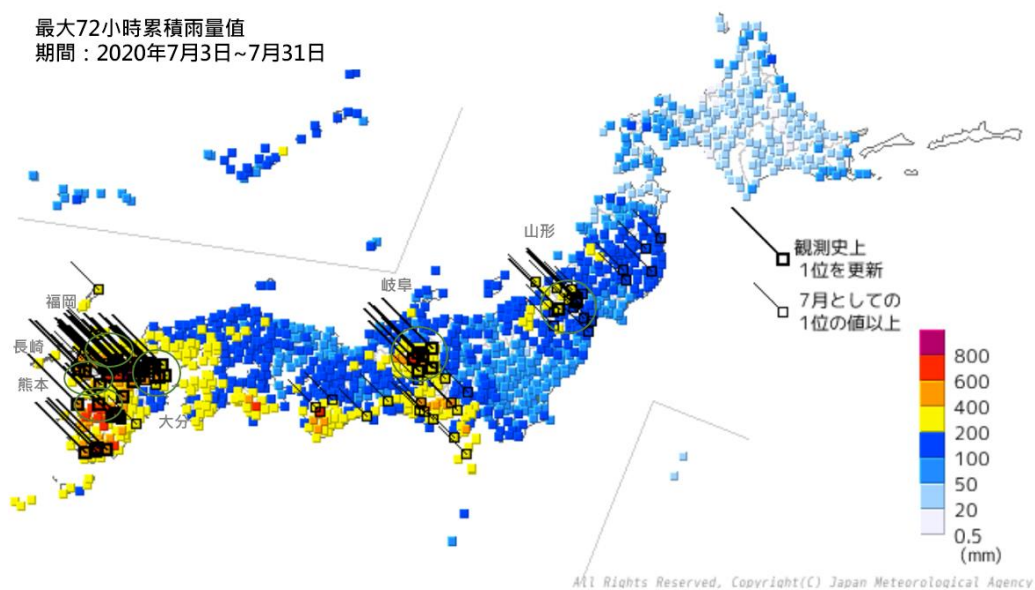 最大72小時累積雨量值
期間：2020年7月3日~7月31日
山形
岐阜
福岡
長崎
熊本
大分
観測史上
1位を更新
7月としての
1位の値以上
800
600
400
200
100
50
20
0.5
(mm)
All Rights Reserved, Copyright(C) Japan Meteorological Agency